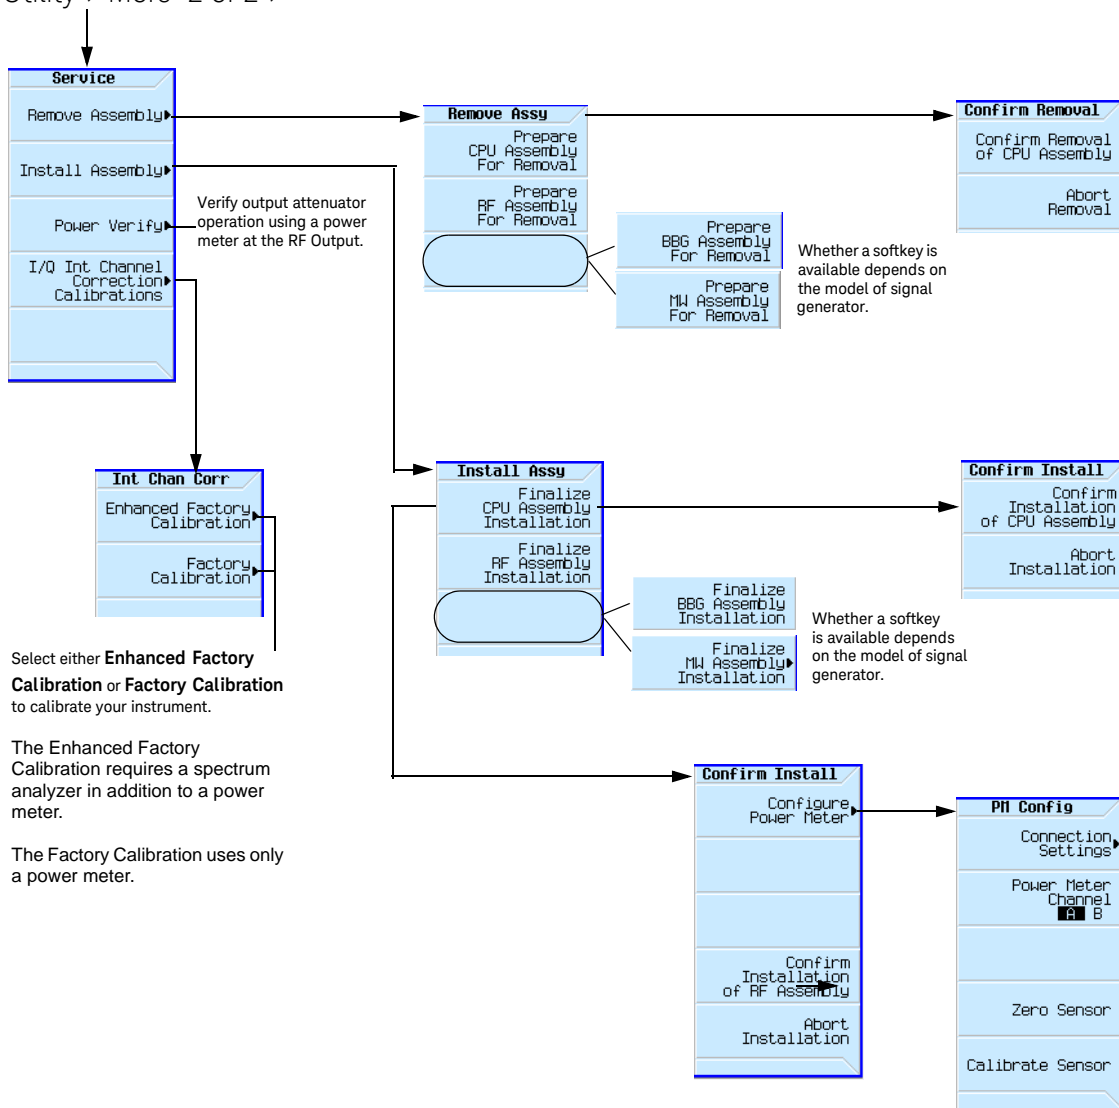 Service
Remove Assembly
Install Assembly
Power Verify
I/Q Int Channel
Correction
Calibrations
Verify output attenuator
operation using a power
meter at the RF Output.
Remove Assy
Prepare
CPU Assembly
For Removal
Prepare
RF Assembly
For Removal
Prepare
BBG Assembly
For Removal
Prepare
MW Assembly
For Removal
Whether a softkey is
available depends on
the model of signal
generator.
Confirm Removal
Confirm Removal
of CPU Assembly
Abort
Removal
Int Chan Corr
Enhanced Factory
Calibration
Factory
Calibration
Select either Enhanced Factory
Calibration or Factory Calibration
to calibrate your instrument.
The Enhanced Factory
Calibration requires a spectrum
analyzer in addition to a power
meter.
The Factory Calibration uses only
a power meter.
Install Assy
Finalize
CPU Assembly
Installation
Finalize
RF Assembly
Installation
Finalize
BBG Assembly
Installation
Finalize
MW Assembly
Installation
Whether a softkey
is available depends
on the model of signal
generator.
Confirm Install
Confirm
Installation
of CPU Assembly
Abort
Installation
Confirm Install
Configure
Power Meter
Confirm
Installation
of RF Assembly
Abort
Installation
PM Config
Connection
Settings
Power Meter
Channel
A B
Zero Sensor
Calibrate Sensor